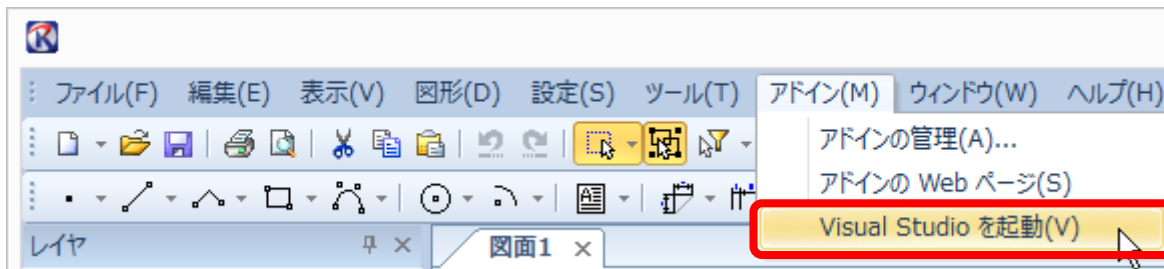 ファイル(F) 編集(E) 表示(V) 図形(D) 設定(S) ツール(T) アドイン(M) ウィンドウ(W) ヘルプ(H)
アドインの管理(A)...
アドインの Web ページ(S)
Visual Studio を起動(V)
レイヤ 図面1